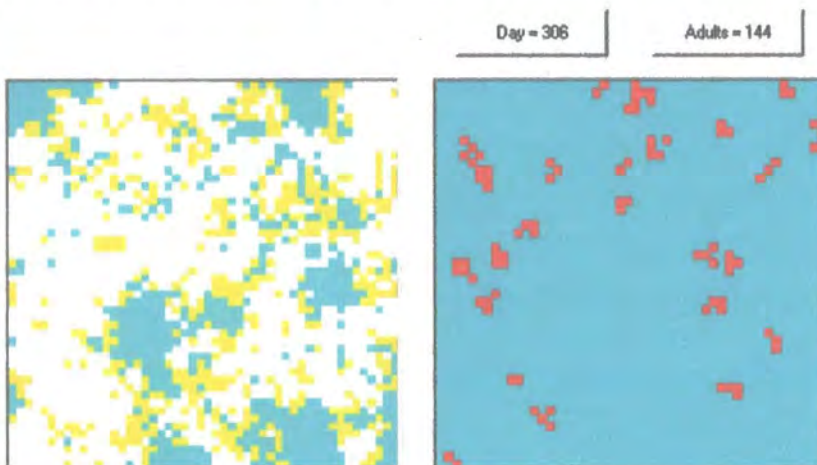 Day = 306
Adults = 144